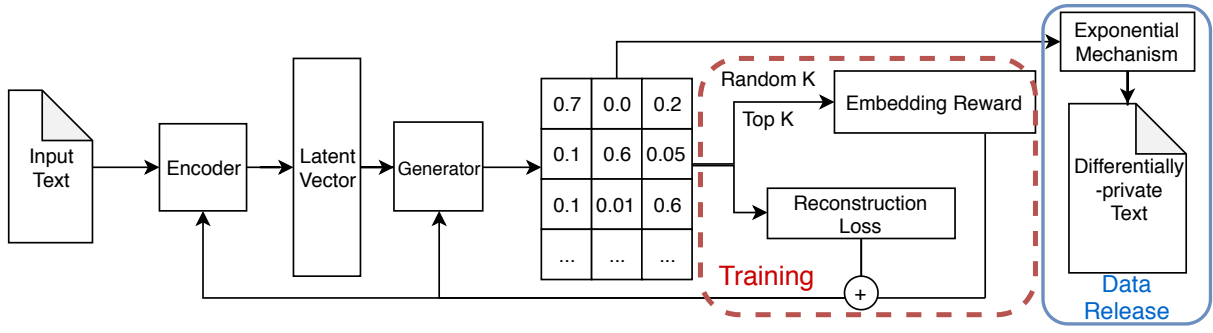 Input
Text
Encoder
Latent
Vector
Generator
0.7 0.0 0.2
0.1 0.6 0.05
0.1 0.01 0.6
... ... ...
Random K
Top K
Embedding Reward
Reconstruction
Loss
+
Training
Exponential
Mechanism
Differentially
-private
Text
Data
Release